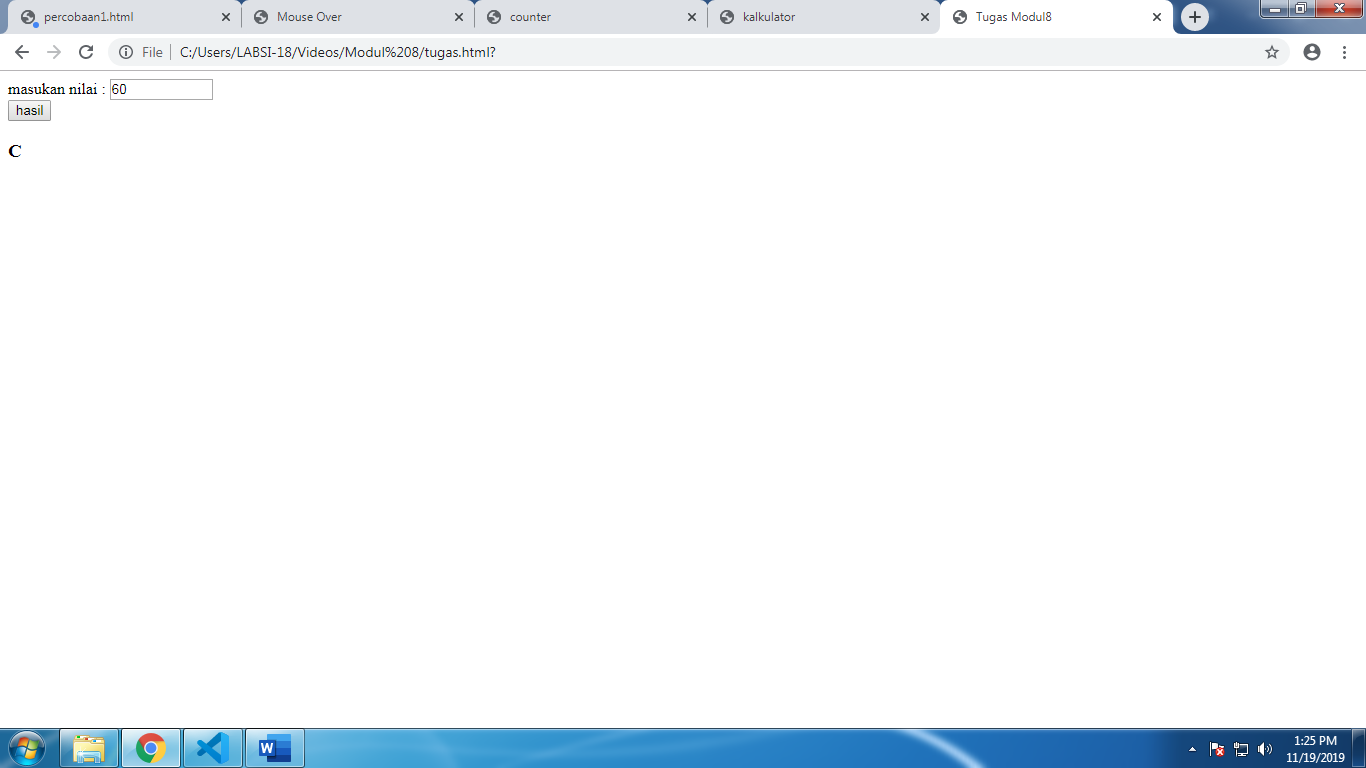 percobaan1.html
Mouse Over
counter
kalkulator
Tugas Modul8
File
C:/Users/LABSI-18/Videos/Modul%208/tugas.html?
masukan nilai : 60
hasil
C
1:25 PM
11/19/2019